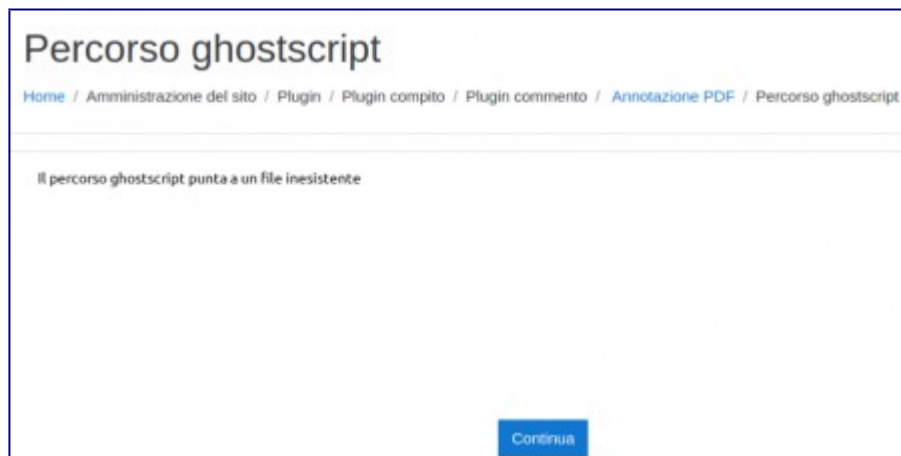 Percorso ghostscript
Home / Amministrazione del sito / Plugin / Plugin compito / Plugin commento / Annotazione PDF / Percorso ghostscript
Il percorso ghostscript punta a un file inesistente
Continua